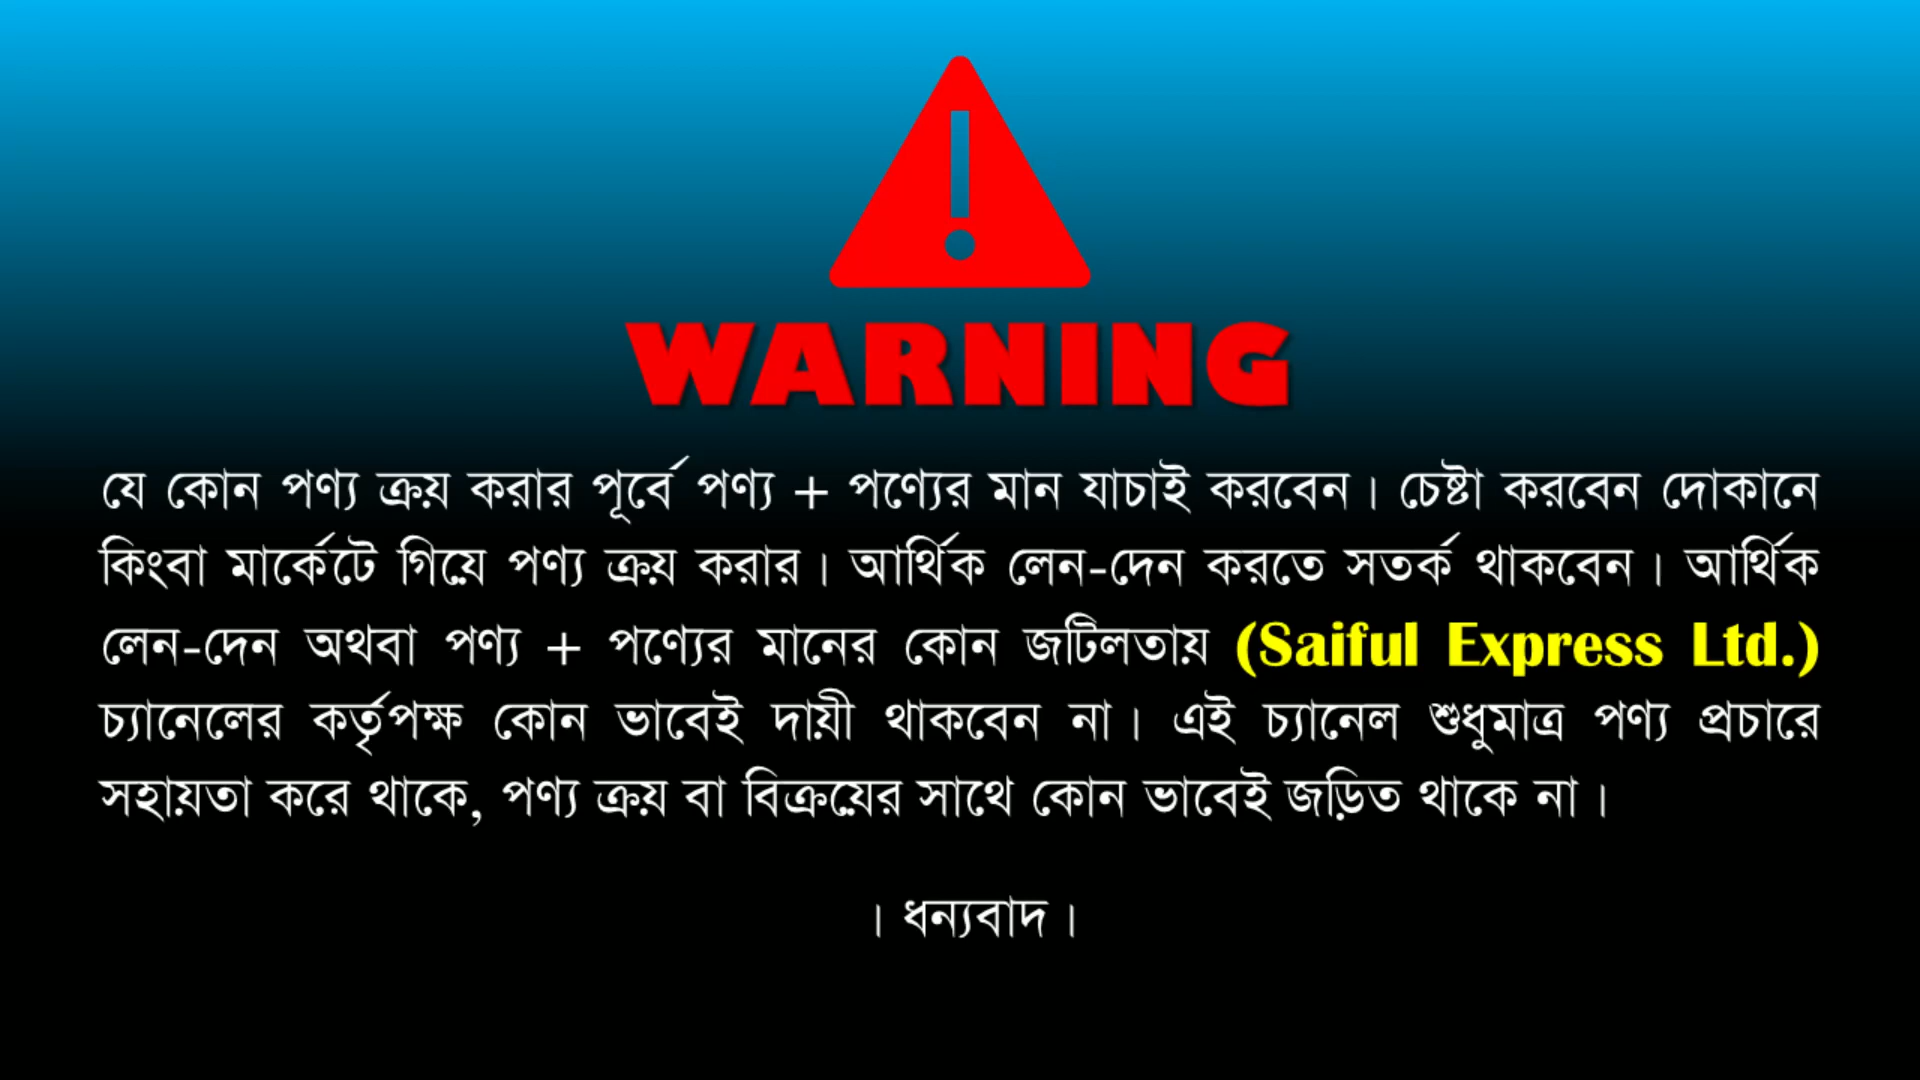 WARNING
যে কোন পণ্য ক্রয় করার পূর্বে পণ্য + পণ্যের মান যাচাই করবেন। চেষ্টা করবেন দোকানে
কিংবা মার্কেটে গিয়ে পণ্য ক্রয় করার। আর্থিক লেন-দেন করতে সতর্ক থাকবেন। আর্থিক
লেন-দেন অথবা পণ্য + পণ্যের মানের কোন জটিলতায় (Saiful Express Ltd.)
চ্যানেলের কর্তৃপক্ষ কোন ভাবেই দায়ী থাকবেন না। এই চ্যানেল শুধুমাত্র পণ্য প্রচারে
সহায়তা করে থাকে, পণ্য ক্রয় বা বিক্রয়ের সাথে কোন ভাবেই জড়িত থাকে না।
। ধন্যবাদ।